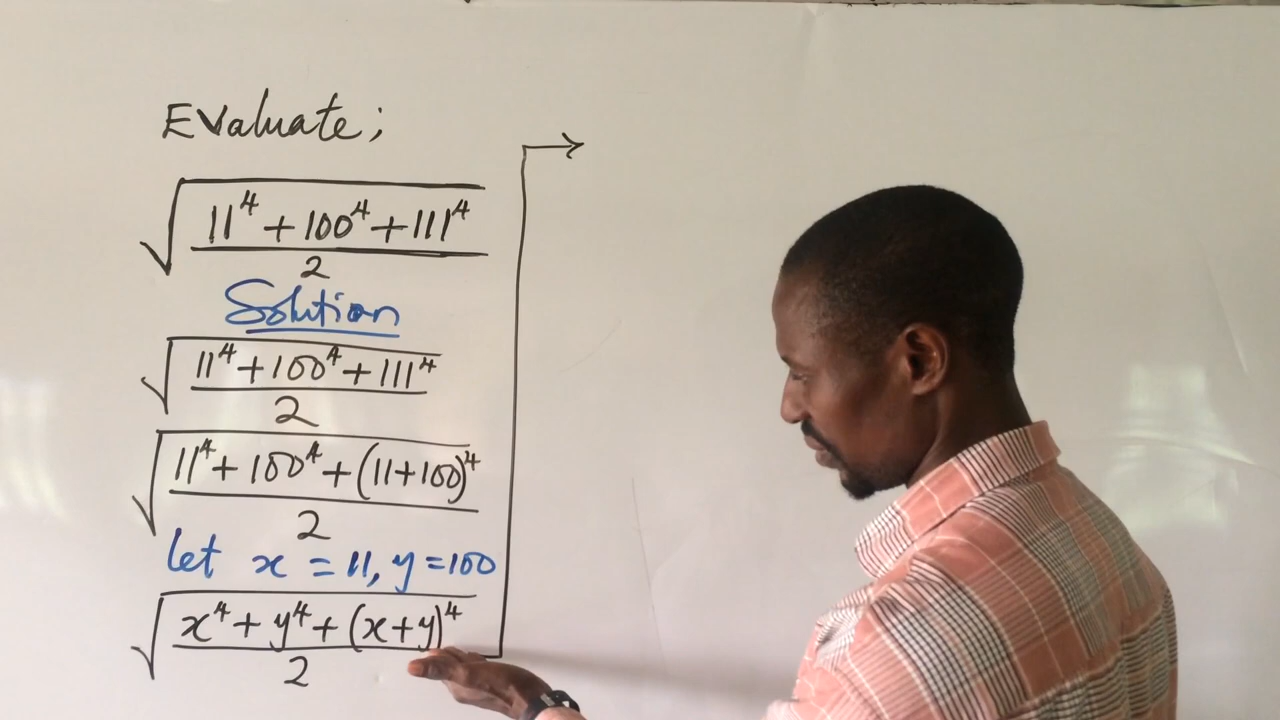 Evaluate;
√((11⁴ + 100⁴ + 111⁴)/2)
Solution
√((11⁴ + 100⁴ + 111⁴)/2)
√((11⁴ + 100⁴ + (11+100)⁴)/2)
let x = 11, y = 100
√((x⁴ + y⁴ + (x+y)⁴)/2)